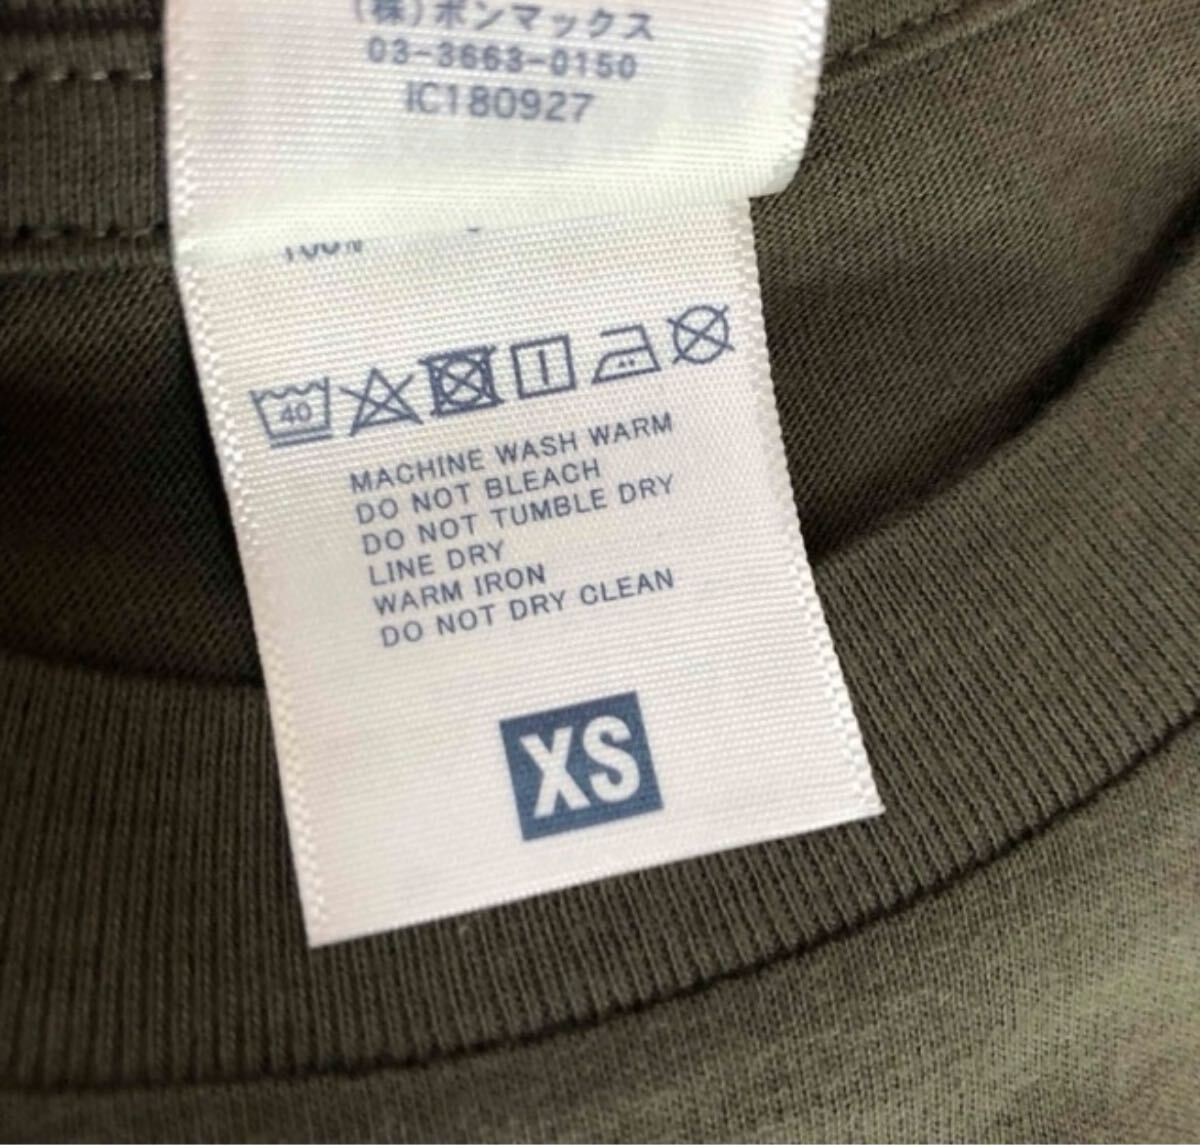 (株)ボンマックス
03-3663-0150
IC180927
40
MACHINE WASH WARM
DO NOT BLEACH
DO NOT TUMBLE DRY
LINE DRY
WARM IRON
DO NOT DRY CLEAN
XS